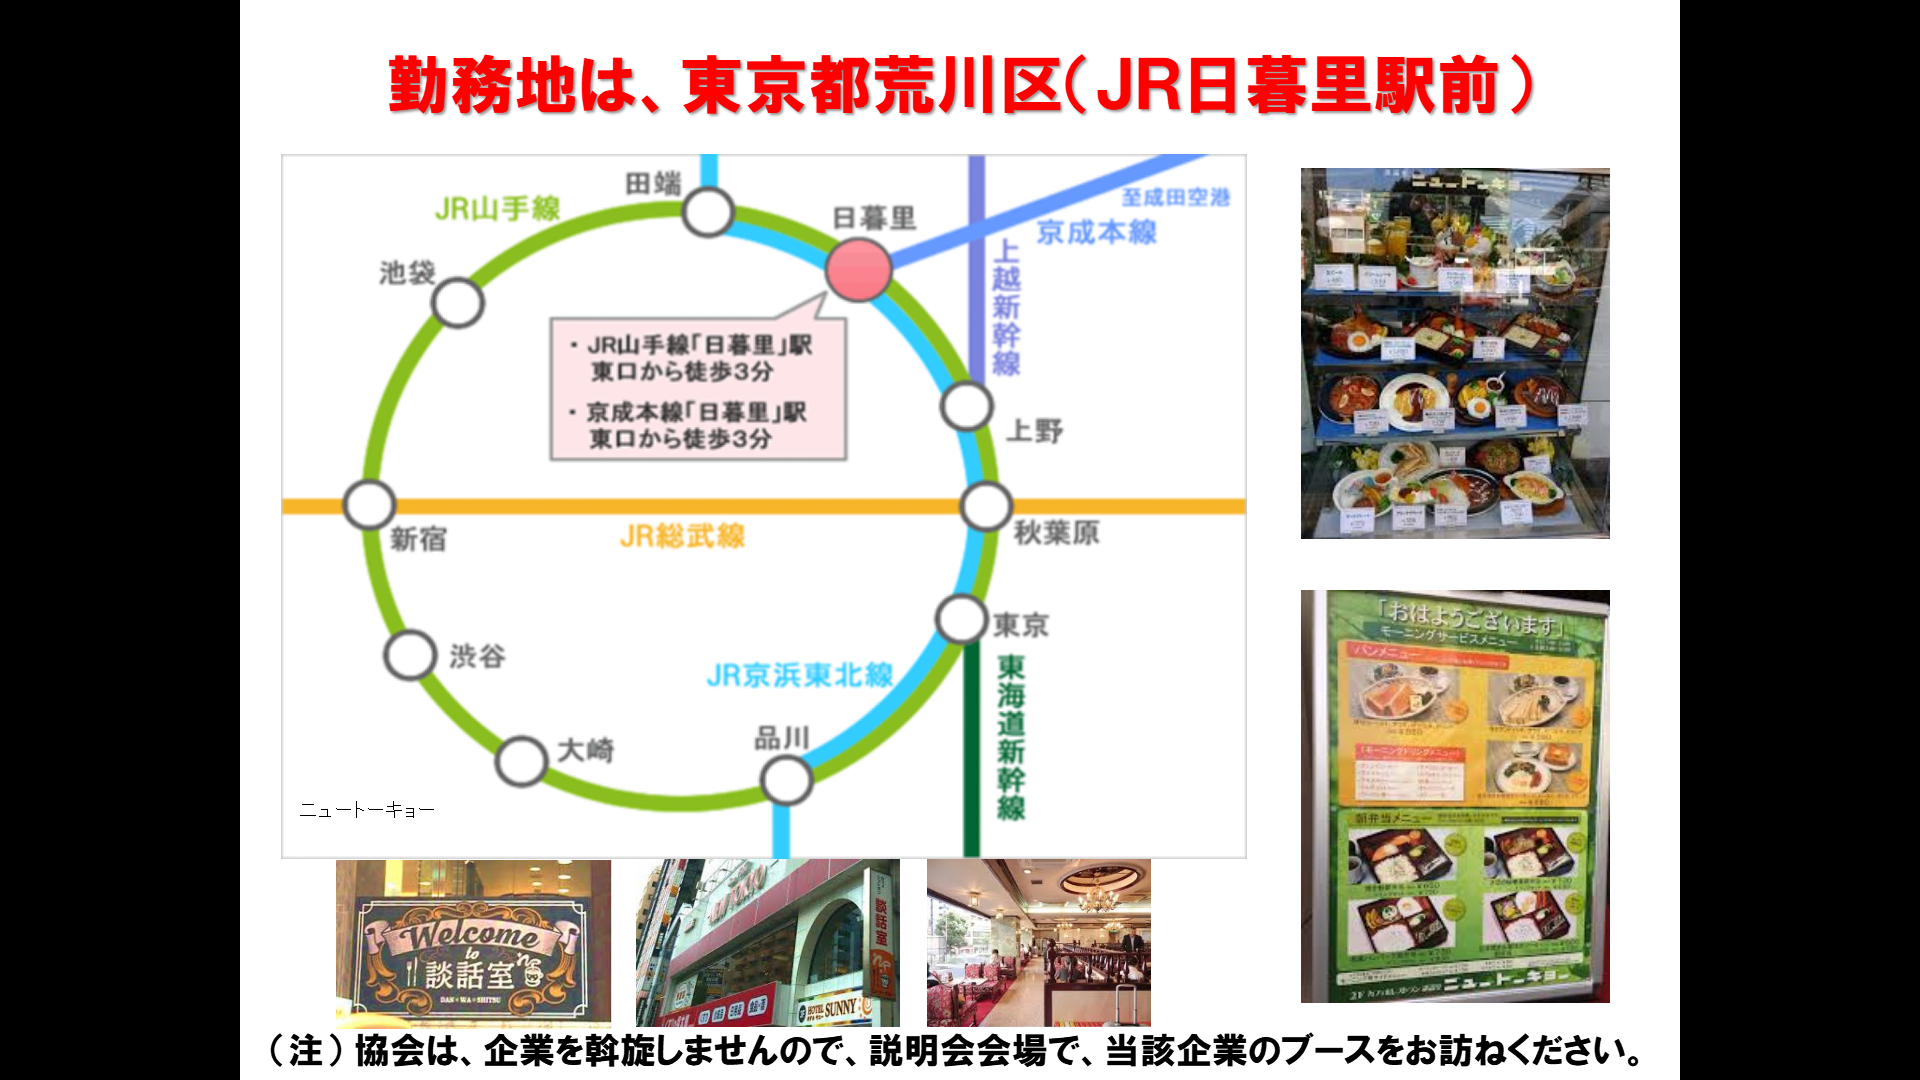 勤務地は、東京都荒川区(JR日暮里駅前)
田端
JR山手線
日暮里
至成田空港
京成本線
上越新幹線
池袋
・JR山手線「日暮里」駅
東口から徒歩3分
・京成本線「日暮里」駅
東口から徒歩3分
上野
新宿
JR総武線
秋葉原
東京
渋谷
JR京浜東北線
東海道新幹線
品川
大崎
ニュートーキョー
ニュートーキョー
「おはようございます」
モーニングサービスメニュー
パンメニュー
《モーニングドリンクメニュー》
朝弁当メニュー
ニュートーキョー
Welcome
to
談話室
DAN★WA★SHITSU
談話室
HOTEL SUNNY
(注)協会は、企業を斡旋しませんので、説明会会場で、当該企業のブースをお訪ねください。